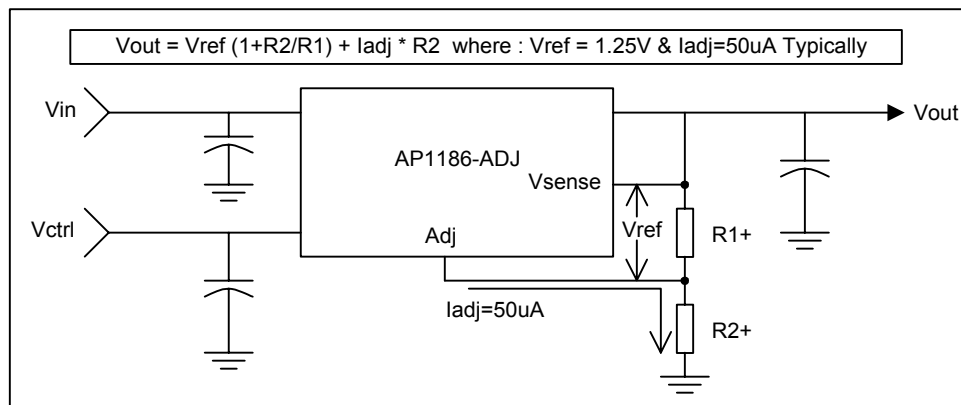 Vout = Vref (1+R2/R1) + Iadj * R2 where : Vref = 1.25V & Iadj=50uA Typically
Vin
Vout
AP1186-ADJ
Vsense
Vctrl
Adj
Vref
R1+
Iadj=50uA
R2+